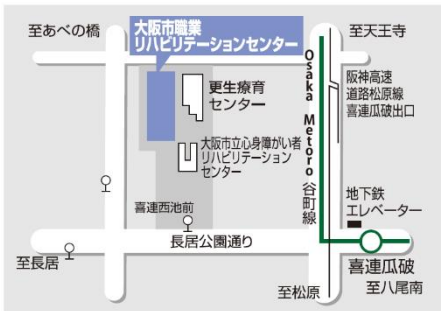 至あべの橋
大阪市職業
リハビリテーションセンター
至天王寺
更生療育
センター
大阪市立心身障がい者
リハビリテーション
センター
Osaka Metoro 谷町線
阪神高速
道路松原線
喜連瓜破出口
地下鉄
エレベーター
喜連西池前
長居公園通り
至長居
喜連瓜破
至八尾南
至松原